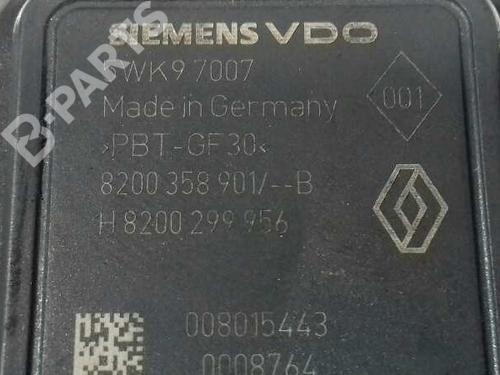 SIEMENS VDO
5WK9 7007
Made in Germany
001
>PBT-GF30<
8200 358 901/--B
H 8200 299 956
008015443
0008764
B-PARTS